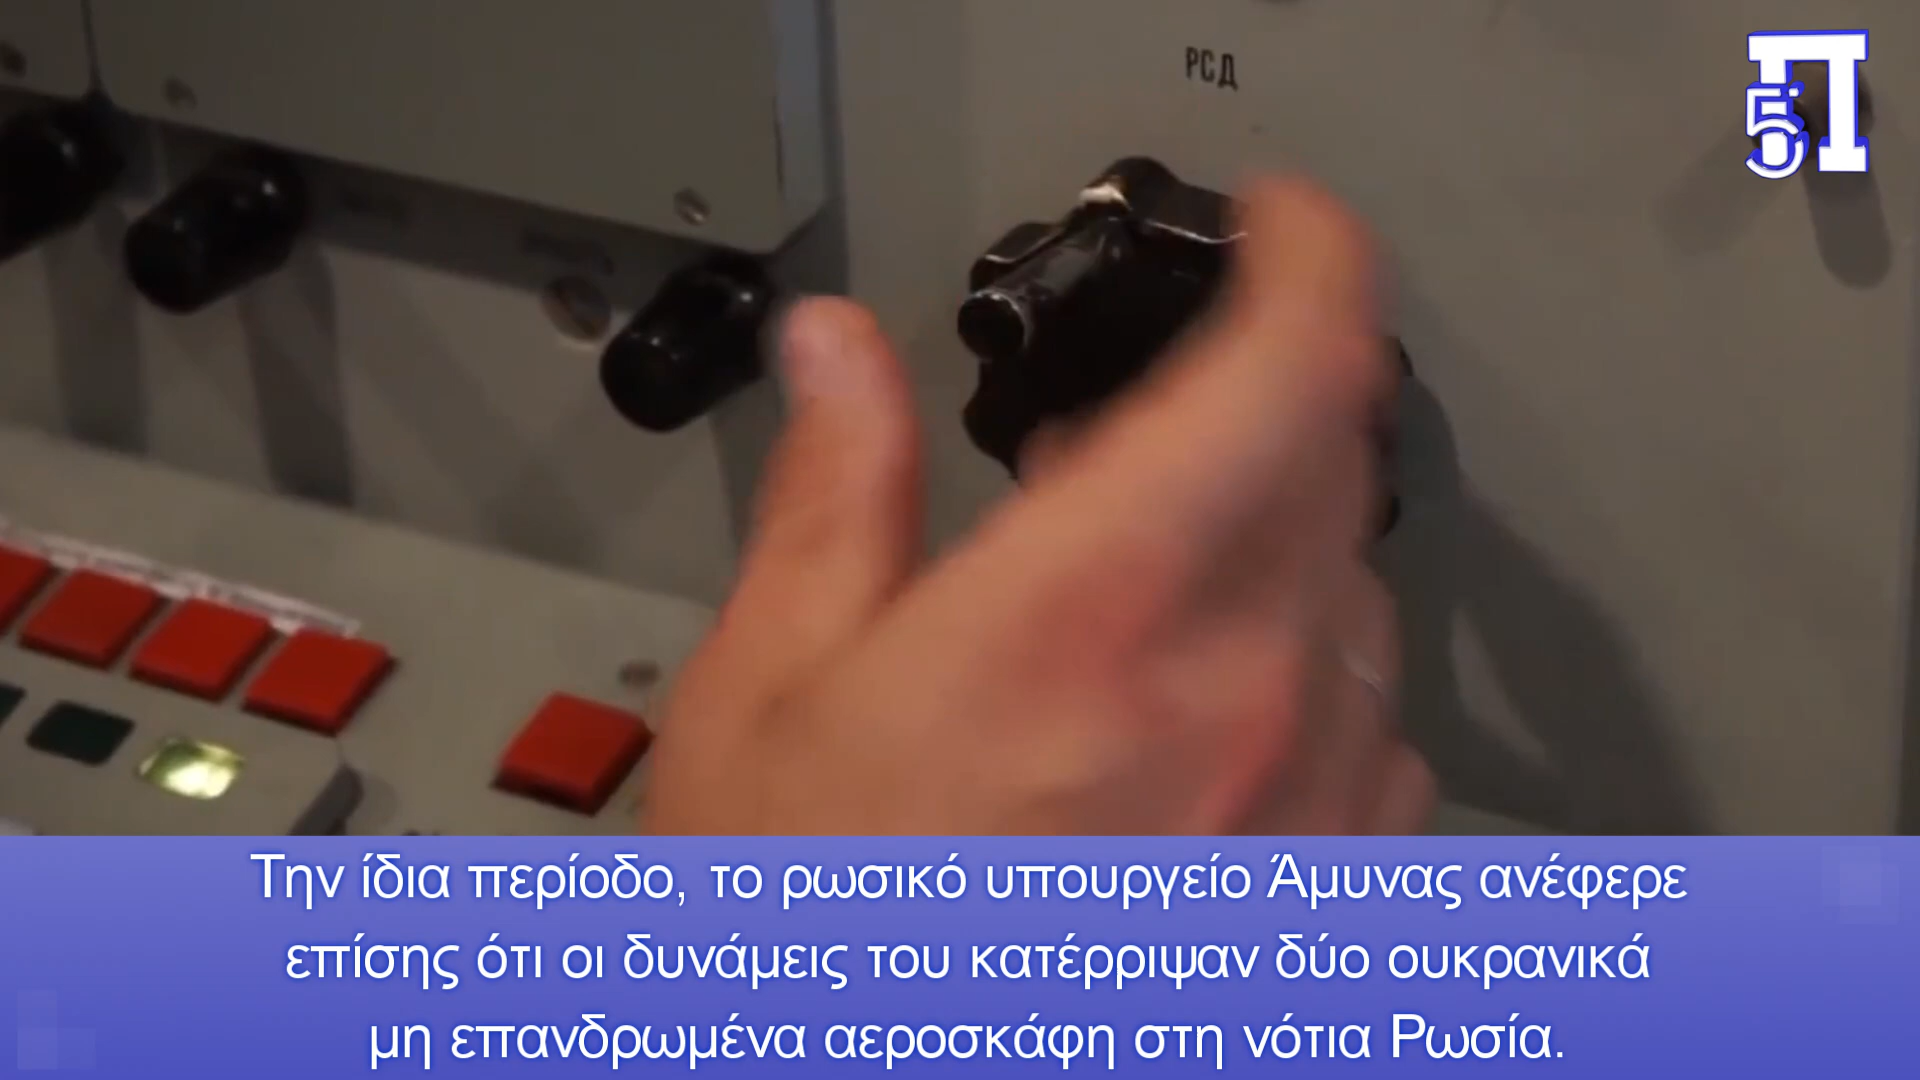 РСД
5Π
Την ίδια περίοδο, το ρωσικό υπουργείο Άμυνας ανέφερε
επίσης ότι οι δυνάμεις του κατέρριψαν δύο ουκρανικά
μη επανδρωμένα αεροσκάφη στη νότια Ρωσία.